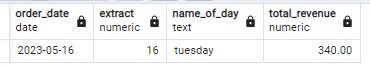 order_date extract name_of_day total_revenue
date numeric text numeric
2023-05-16 16 tuesday 340.00